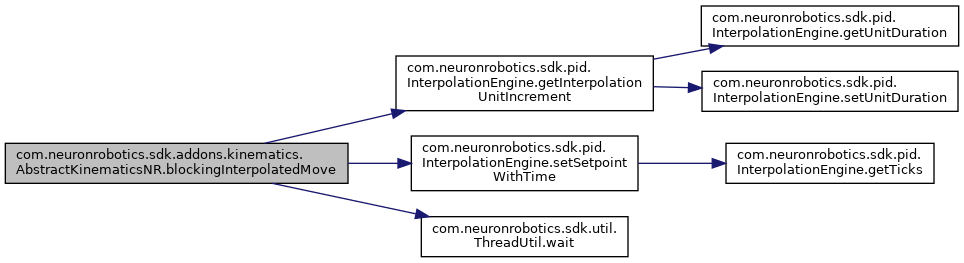 com.neuronrobotics.sdk.addons.kinematics.
AbstractKinematicsNR.blockingInterpolatedMove
com.neuronrobotics.sdk.pid.
InterpolationEngine.getInterpolation
UnitIncrement
com.neuronrobotics.sdk.pid.
InterpolationEngine.getUnitDuration
com.neuronrobotics.sdk.pid.
InterpolationEngine.setUnitDuration
com.neuronrobotics.sdk.pid.
InterpolationEngine.setSetpoint
WithTime
com.neuronrobotics.sdk.pid.
InterpolationEngine.getTicks
com.neuronrobotics.sdk.util.
ThreadUtil.wait